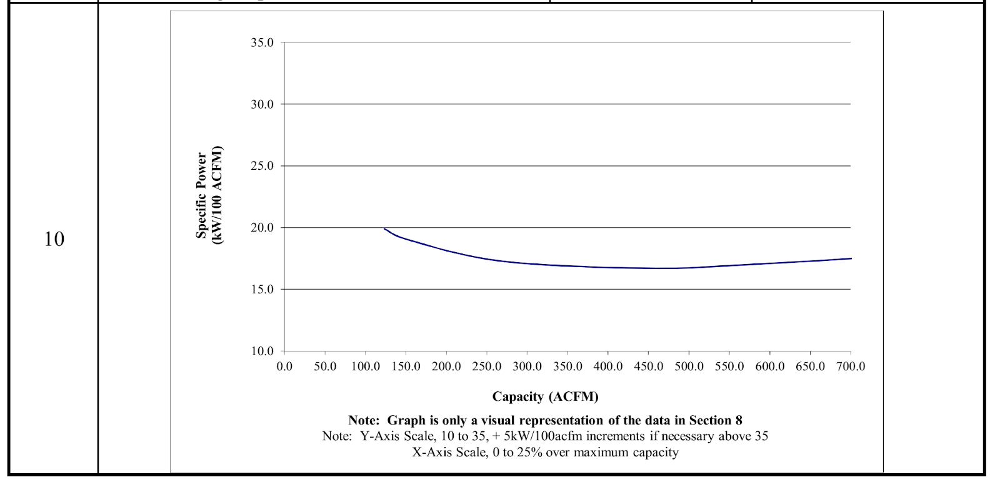 10
35.0
30.0
25.0
20.0
15.0
10.0
Specific Power
(kW/100 ACFM)
0.0 50.0 100.0 150.0 200.0 250.0 300.0 350.0 400.0 450.0 500.0 550.0 600.0 650.0 700.0
Capacity (ACFM)
Note: Graph is only a visual representation of the data in Section 8
Note: Y-Axis Scale, 10 to 35, + 5kW/100acfm increments if necessary above 35
X-Axis Scale, 0 to 25% over maximum capacity